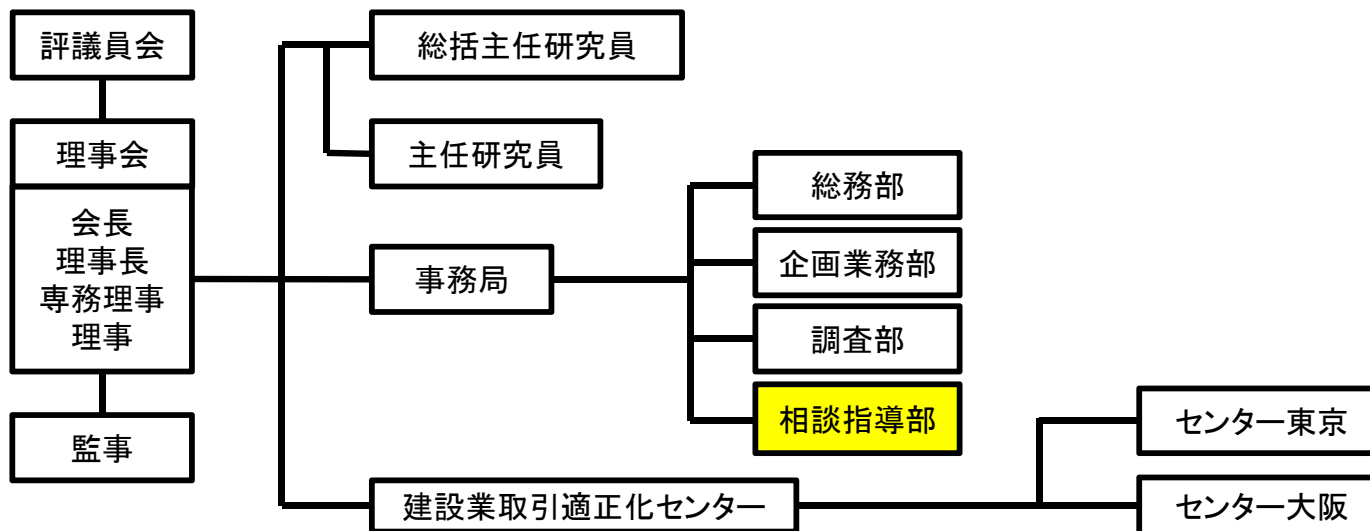 評議員会
理事会
会長
理事長
専務理事
理事
監事
総括主任研究員
主任研究員
事務局
総務部
企画業務部
調査部
相談指導部
建設業取引適正化センター
センター東京
センター大阪